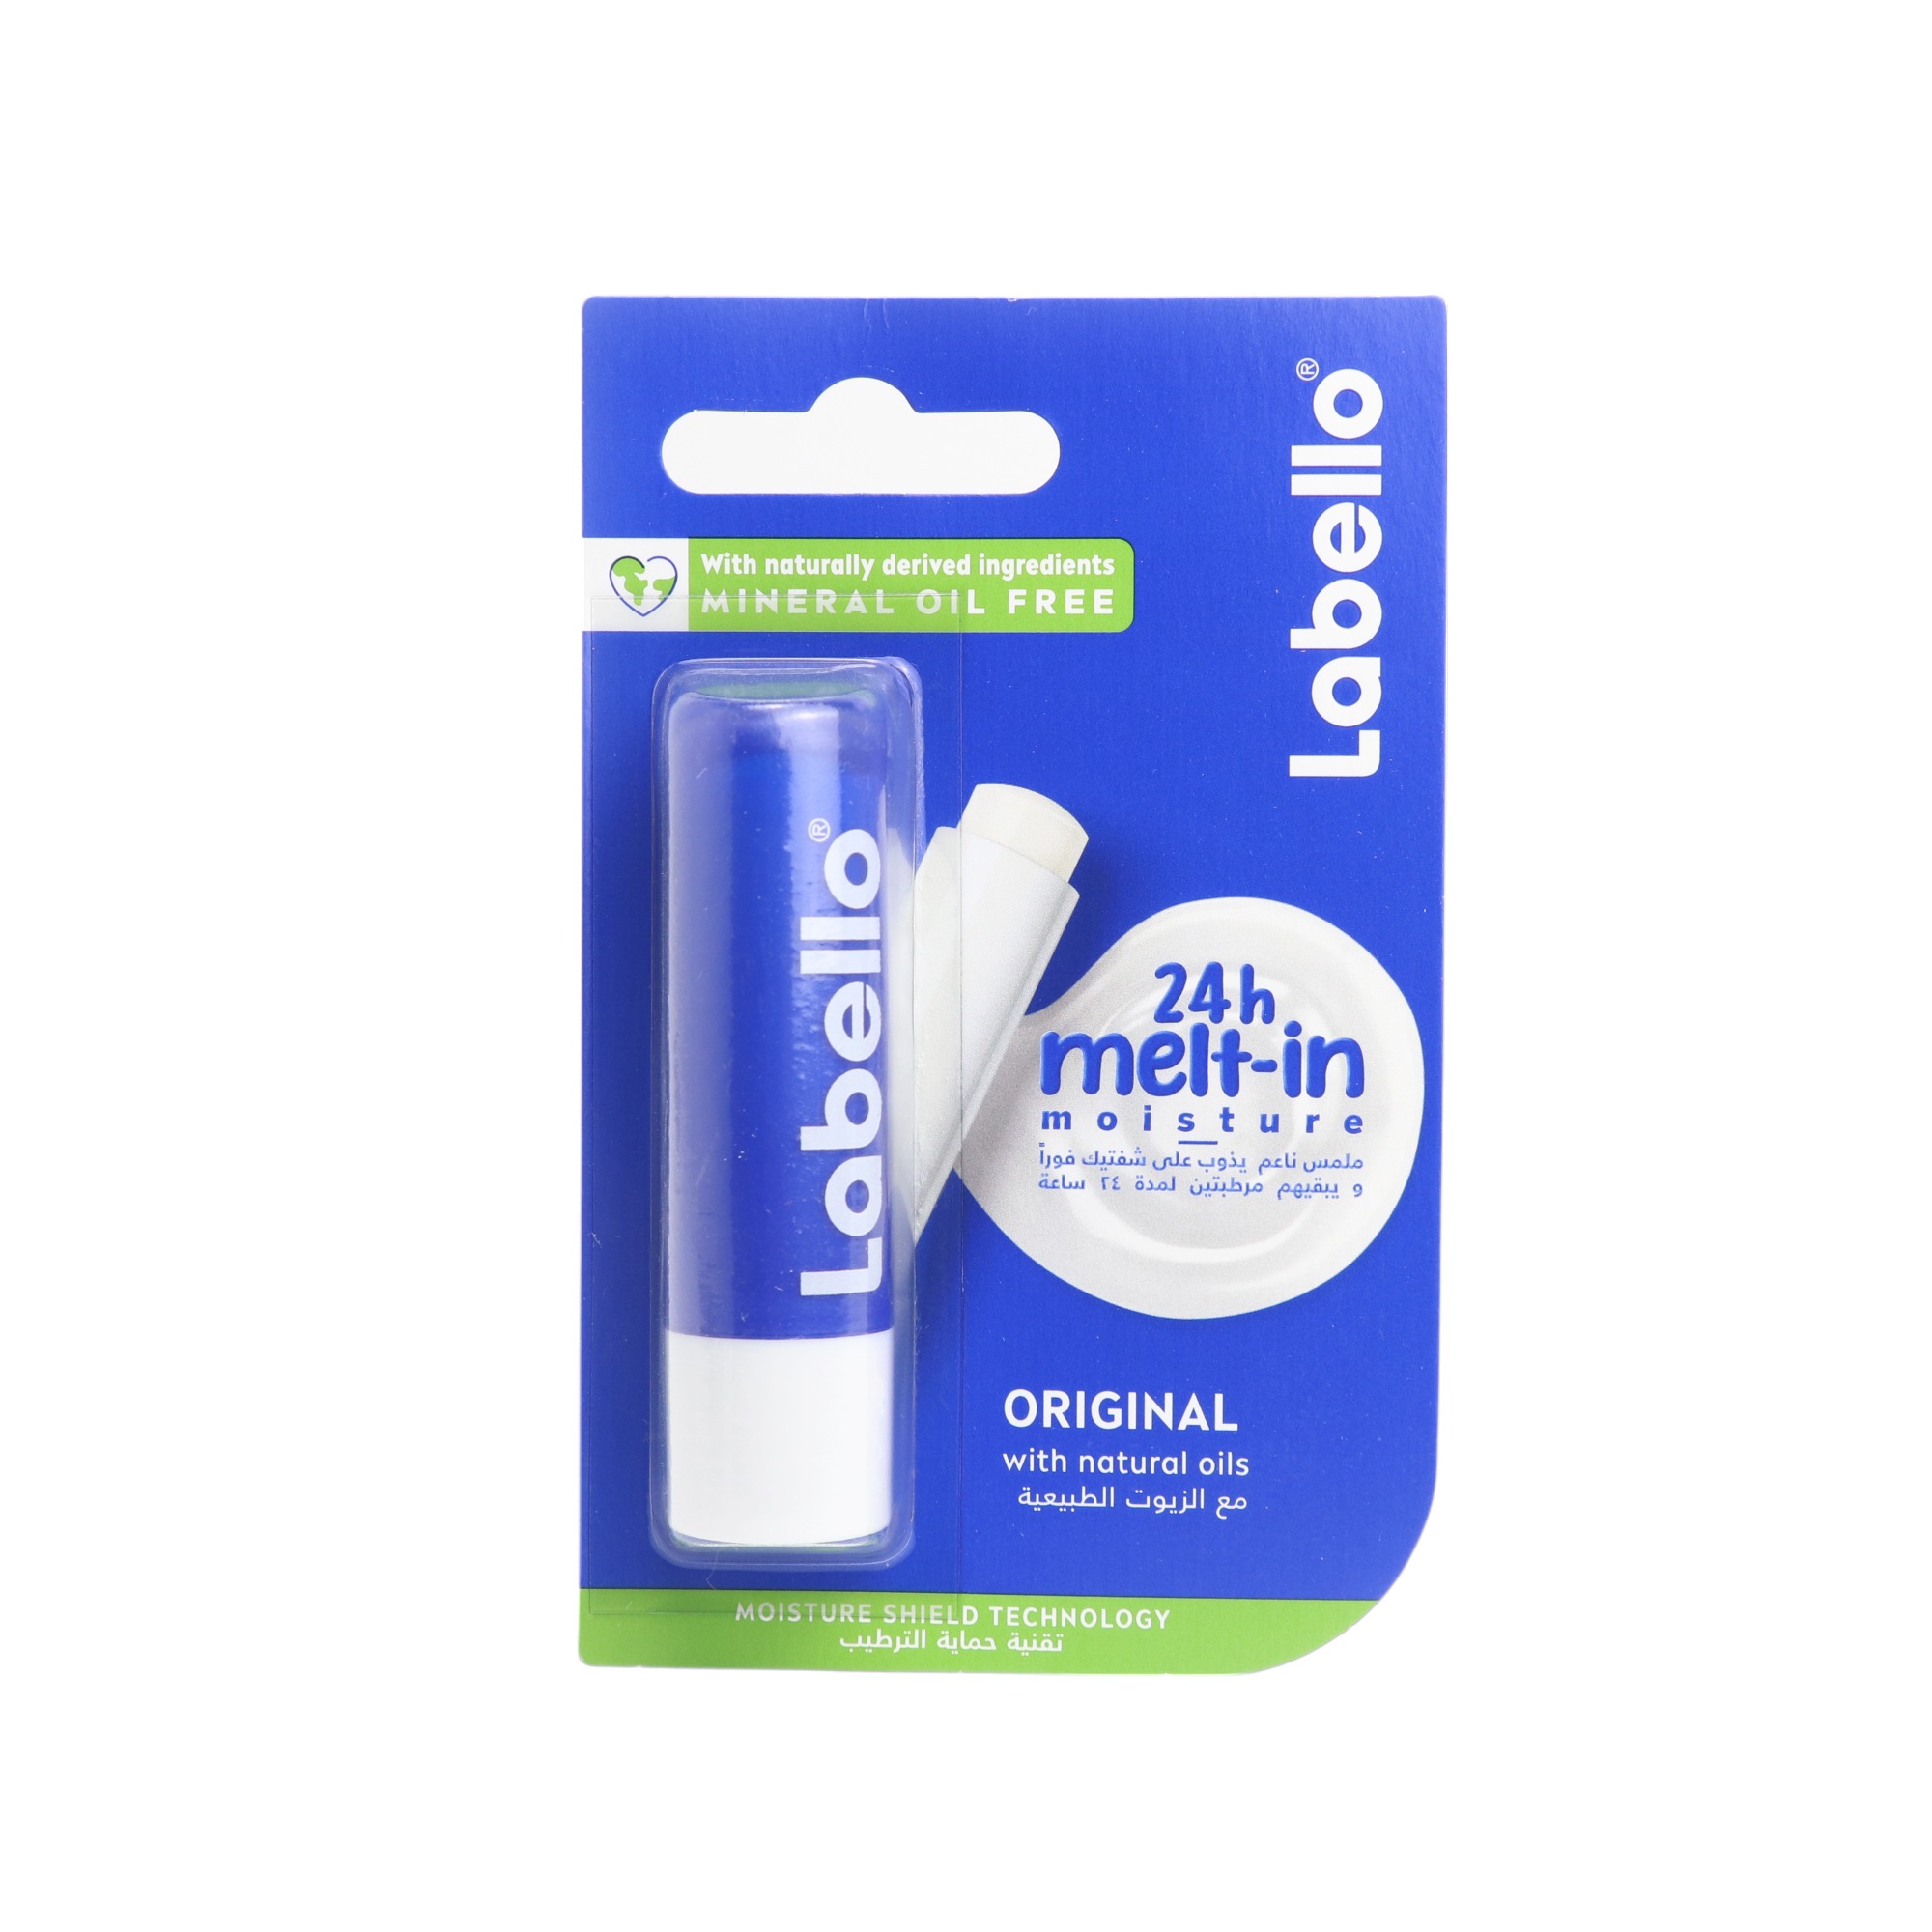 Labello®
With naturally derived ingredients
MINERAL OIL FREE
Labello®
24h
melt-in
moisture
ملمس ناعم يذوب على شفتيك فوراً
و يبقيهم مرطبتين لمدة ٢٤ ساعة
ORIGINAL
with natural oils
مع الزيوت الطبيعية
MOISTURE SHIELD TECHNOLOGY
تقنية حماية الترطيب